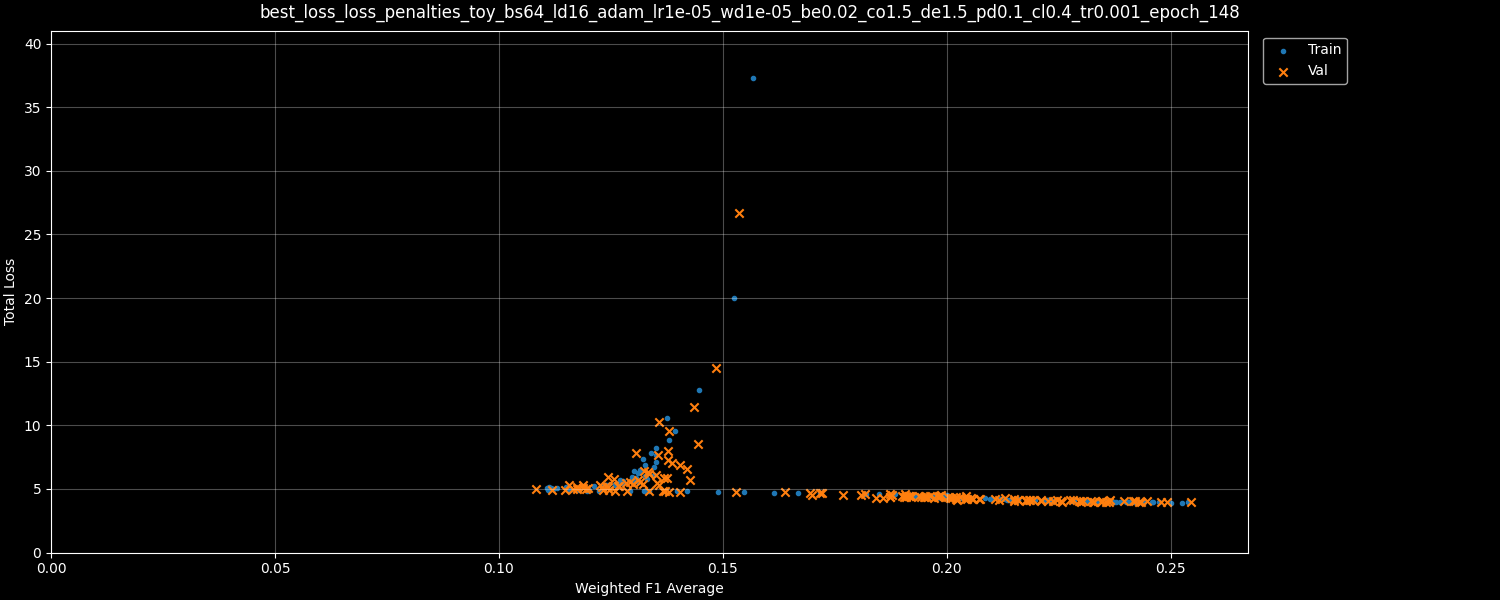 best_loss_loss_penalties_toy_bs64_ld16_adam_lr1e-05_wd1e-05_be0.02_co1.5_de1.5_pd0.1_cl0.4_tr0.001_epoch_148
Train
Val
40
35
30
25
20
15
10
5
0
Total Loss
0.00 0.05 0.10 0.15 0.20 0.25
Weighted F1 Average